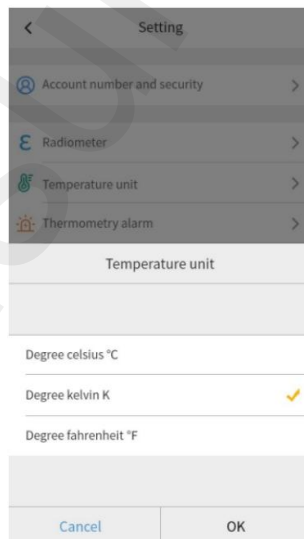 Setting
Account number and security
ε Radiometer
Temperature unit
Thermometry alarm
Temperature unit
Degree celsius °C
Degree kelvin K
Degree fahrenheit °F
Cancel OK